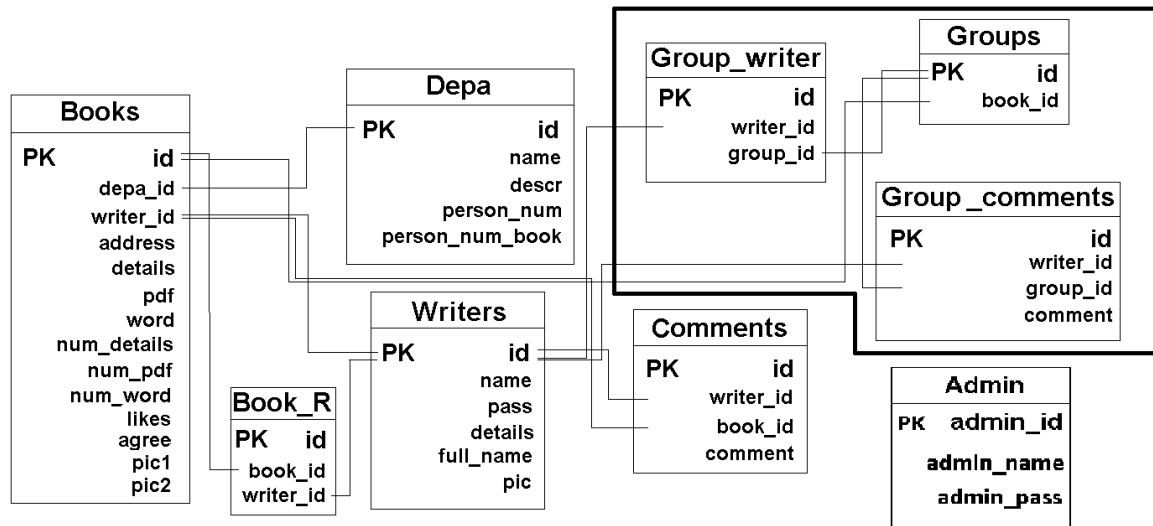 Books
PK id
depa_id
writer_id
address
details
pdf
word
num_details
num_pdf
num_word
likes
agree
pic1
pic2
Depa
PK id
name
descr
person_num
person_num_book
Book_R
PK id
book_id
writer_id
Writers
PK id
name
pass
details
full_name
pic
Group_writer
PK id
writer_id
group_id
Groups
PK id
book_id
Group _comments
PK id
writer_id
group_id
comment
Comments
PK id
writer_id
book_id
comment
Admin
PK admin_id
admin_name
admin_pass